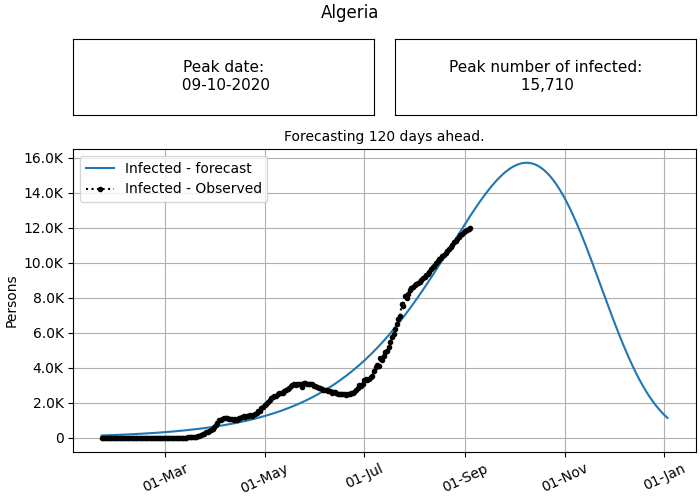 Algeria
Peak date:
09-10-2020
Peak number of infected:
15,710
Forecasting 120 days ahead.
Infected - forecast
Infected - Observed
16.0K
14.0K
12.0K
10.0K
8.0K
6.0K
4.0K
2.0K
0
Persons
01-Mar
01-May
01-Jul
01-Sep
01-Nov
01-Jan